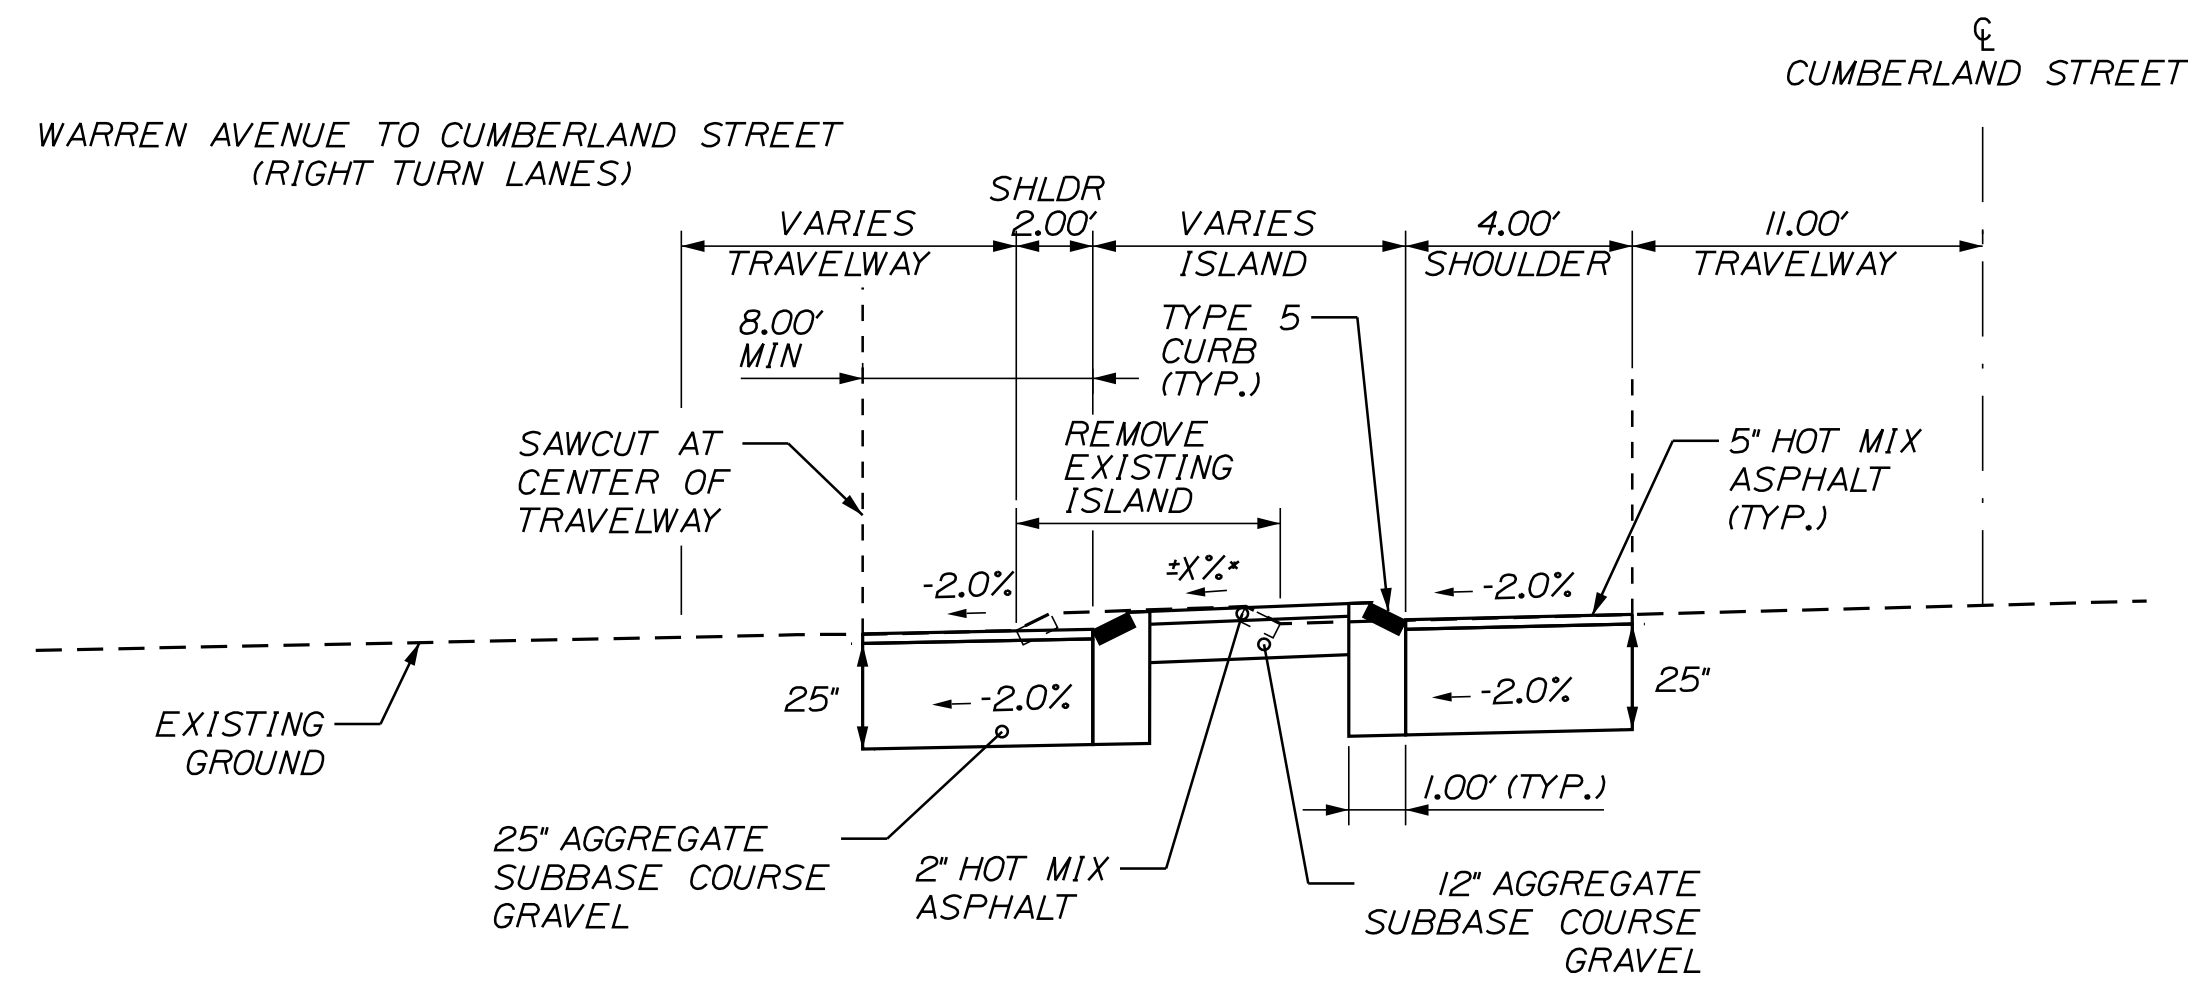 ℄
CUMBERLAND STREET
WARREN AVENUE TO CUMBERLAND STREET
(RIGHT TURN LANES)
SHLDR
VARIES 2.00' VARIES 4.00' 11.00'
TRAVELWAY ISLAND SHOULDER TRAVELWAY
8.00'
MIN
TYPE 5
CURB
(TYP.)
REMOVE
EXISTING
ISLAND
SAWCUT AT
CENTER OF
TRAVELWAY
5" HOT MIX
ASPHALT
(TYP.)
-2.0% ±X%* -2.0%
25" -2.0% -2.0% 25"
EXISTING
GROUND
1.00' (TYP.)
25" AGGREGATE
SUBBASE COURSE
GRAVEL
2" HOT MIX
ASPHALT
12" AGGREGATE
SUBBASE COURSE
GRAVEL